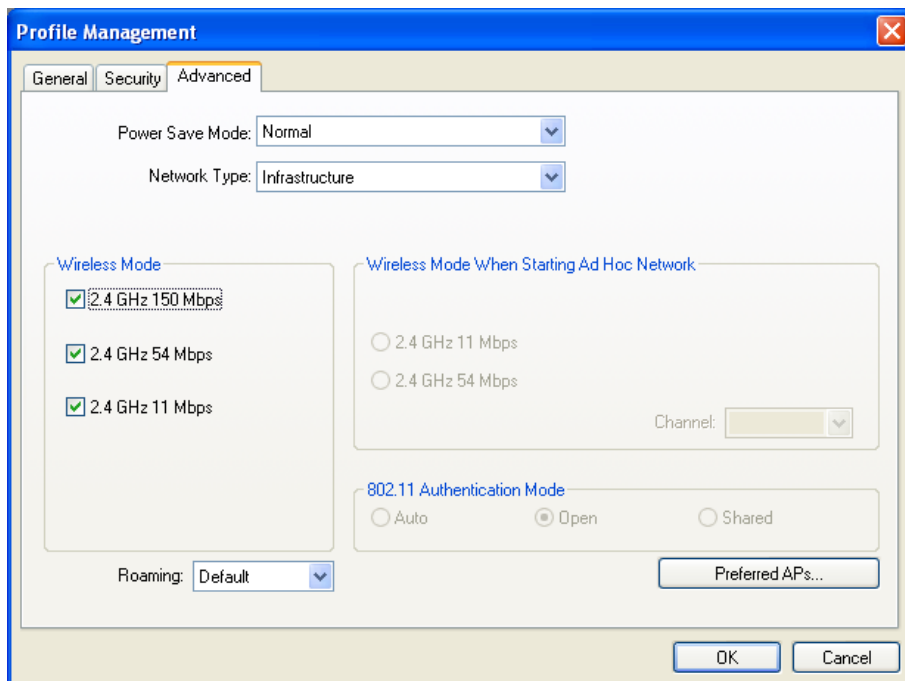 Profile Management
General Security Advanced
Power Save Mode: Normal
Network Type: Infrastructure
Wireless Mode
2.4 GHz 150 Mbps
2.4 GHz 54 Mbps
2.4 GHz 11 Mbps
Wireless Mode When Starting Ad Hoc Network
2.4 GHz 11 Mbps
2.4 GHz 54 Mbps
Channel:
802.11 Authentication Mode
Auto Open Shared
Roaming: Default
Preferred APs...
OK Cancel